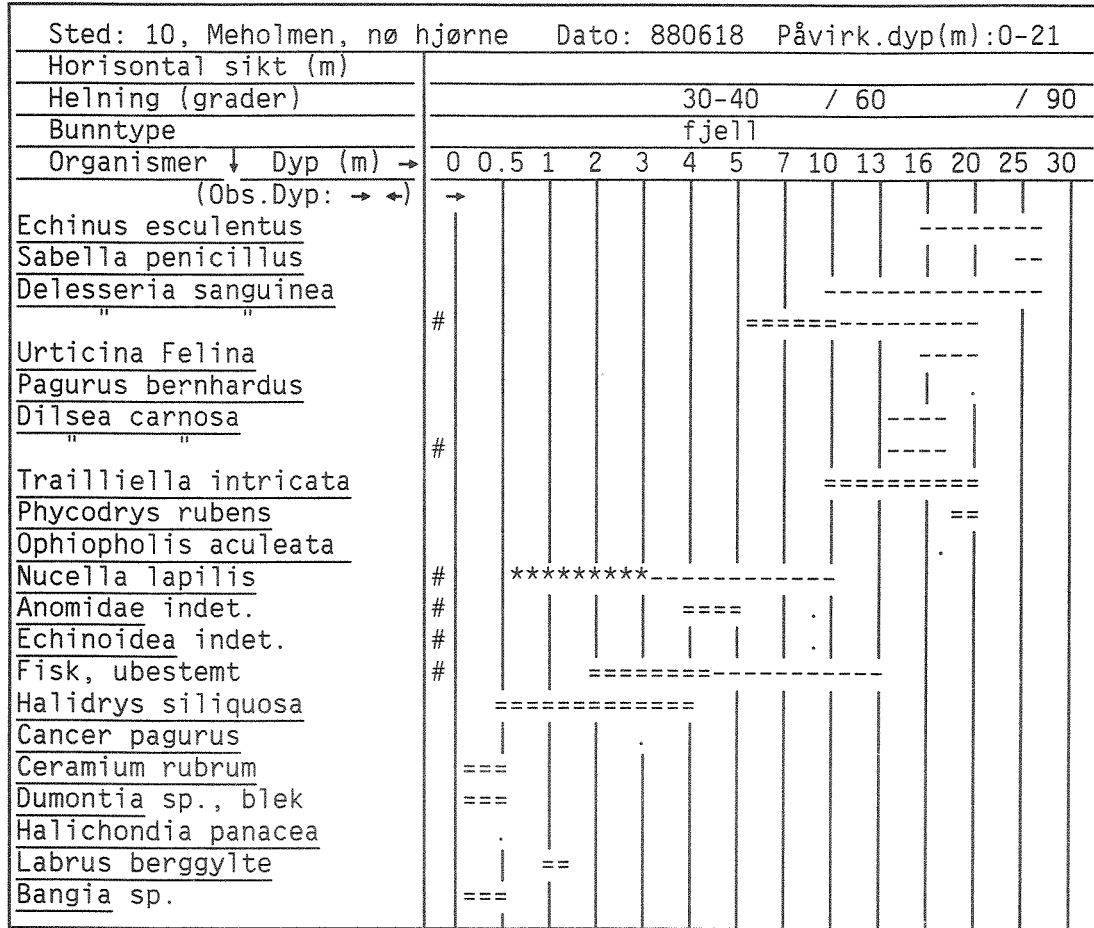 Sted: 10, Meholmen, nø hjørne Dato: 880618 Påvirk.dyp(m):0-21
Horisontal sikt (m)
Helning (grader) 30-40 / 60 / 90
Bunntype fjell
Organismer ↓ Dyp (m) → 0 0.5 1 2 3 4 5 7 10 13 16 20 25 30
(Obs.Dyp: → ←) →
Echinus esculentus --------
Sabella penicillus --
Delesseria sanguinea --------------
" " # ======---------
Urticina Felina ----
Pagurus bernhardus .
Dilsea carnosa ----
" " # ----
Trailliella intricata ==========
Phycodrys rubens ==
Ophiopholis aculeata .
Nucella lapilis # *********------------
Anomidae indet. # ==== .
Echinoidea indet. # .
Fisk, ubestemt # ========-----------
Halidrys siliquosa =============
Cancer pagurus .
Ceramium rubrum ===
Dumontia sp., blek ===
Halichondia panacea .
Labrus berggylte ==
Bangia sp. ===